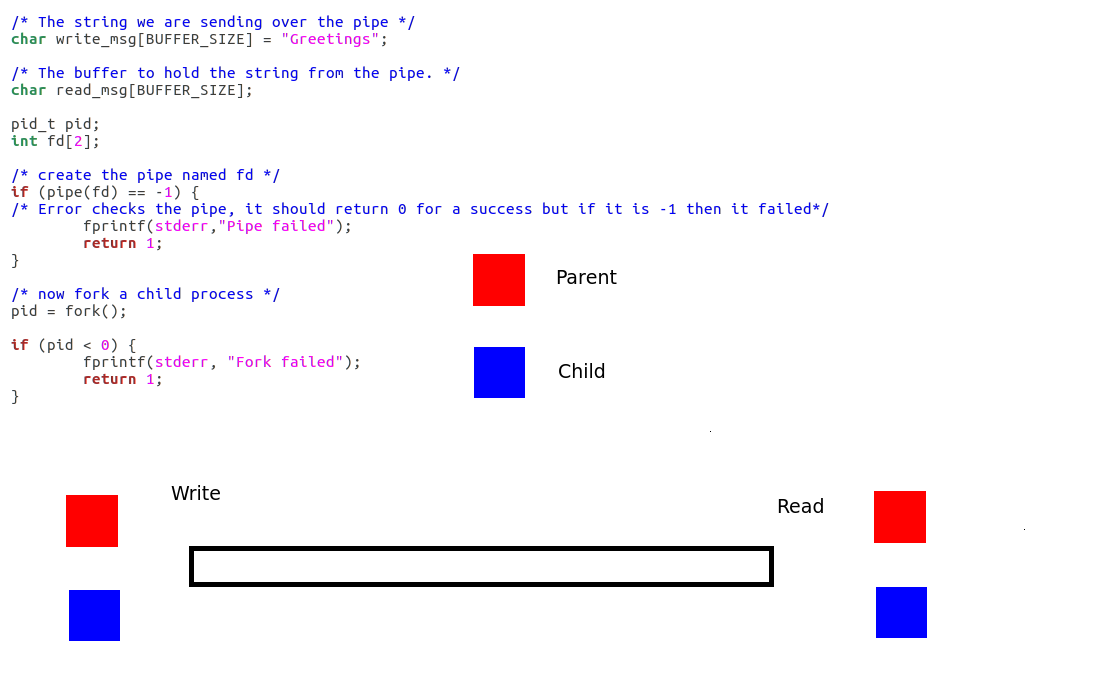 /* The string we are sending over the pipe */
char write_msg[BUFFER_SIZE] = "Greetings";
/* The buffer to hold the string from the pipe. */
char read_msg[BUFFER_SIZE];
pid_t pid;
int fd[2];
/* create the pipe named fd */
if (pipe(fd) == -1) {
/* Error checks the pipe, it should return 0 for a success but if it is -1 then it failed*/
        fprintf(stderr,"Pipe failed");
        return 1;
}
/* now fork a child process */
pid = fork();
if (pid < 0) {
        fprintf(stderr, "Fork failed");
        return 1;
}
Parent
Child
Write
Read